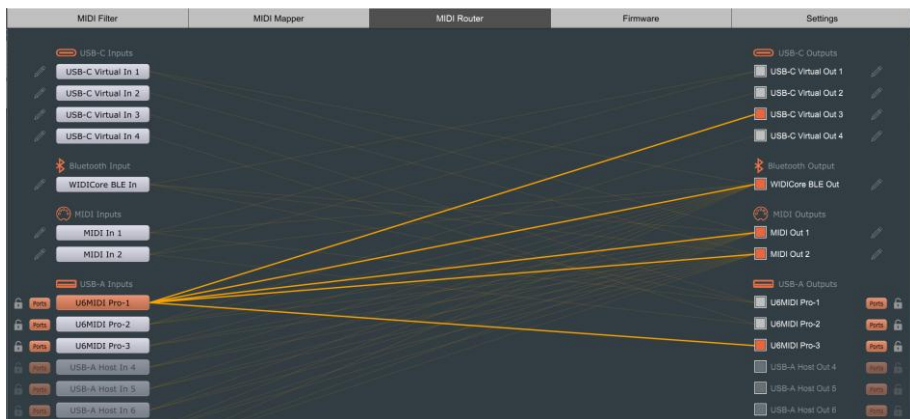 MIDI Filter
MIDI Mapper
MIDI Router
Firmware
Settings
USB-C Inputs
USB-C Virtual In 1
USB-C Virtual In 2
USB-C Virtual In 3
USB-C Virtual In 4
Bluetooth Input
WIDICore BLE In
MIDI Inputs
MIDI In 1
MIDI In 2
USB-A Inputs
Ports U6MIDI Pro-1
Ports U6MIDI Pro-2
Ports U6MIDI Pro-3
Ports USB-A Host In 4
Ports USB-A Host In 5
Ports USB-A Host In 6
USB-C Outputs
USB-C Virtual Out 1
USB-C Virtual Out 2
USB-C Virtual Out 3
USB-C Virtual Out 4
Bluetooth Output
WIDICore BLE Out
MIDI Outputs
MIDI Out 1
MIDI Out 2
USB-A Outputs
U6MIDI Pro-1 Ports
U6MIDI Pro-2 Ports
U6MIDI Pro-3 Ports
USB-A Host Out 4 Ports
USB-A Host Out 5 Ports
USB-A Host Out 6 Ports